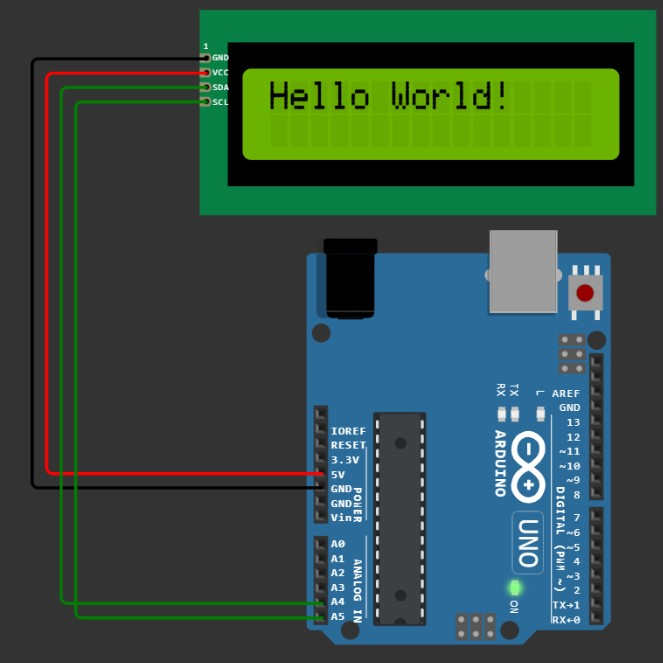 1
GND
VCC
SDA
SCL
Hello World!
RX
TX
L
AREF
GND
13
12
~11
~10
~9
8
7
~6
~5
4
~3
2
TX→1
RX←0
DIGITAL (PWM ~)
ARDUINO
UNO
ON
IOREF
RESET
3.3V
5V
GND
GND
Vin
POWER
A0
A1
A2
A3
A4
A5
ANALOG IN